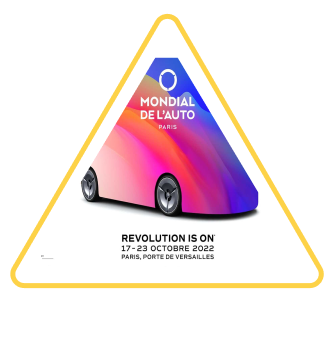 MONDIAL
DE L'AUTO
PARIS
REVOLUTION IS ON
17-23 OCTOBRE 2022
PARIS, PORTE DE VERSAILLES